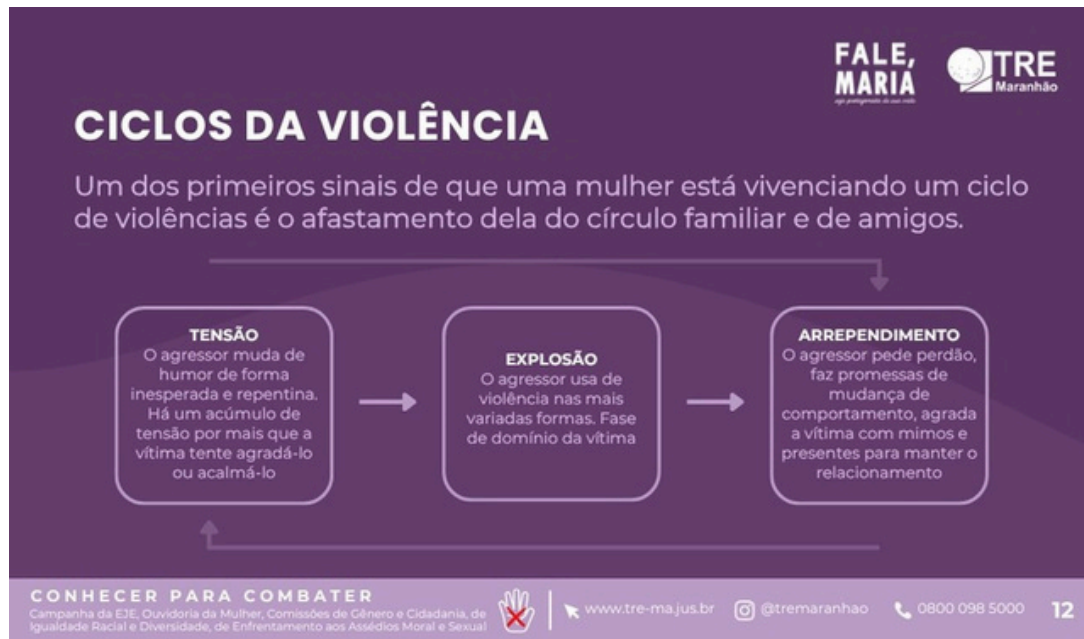 FALE,
MARIA
seja protagonista da sua vida
TRE
Maranhão
CICLOS DA VIOLÊNCIA
Um dos primeiros sinais de que uma mulher está vivenciando um ciclo
de violências é o afastamento dela do círculo familiar e de amigos.
TENSÃO
O agressor muda de
humor de forma
inesperada e repentina.
Há um acúmulo de
tensão por mais que a
vítima tente agradá-lo
ou acalmá-lo
EXPLOSÃO
O agressor usa de
violência nas mais
variadas formas. Fase
de domínio da vítima
ARREPENDIMENTO
O agressor pede perdão,
faz promessas de
mudança de
comportamento, agrada
a vítima com mimos e
presentes para manter o
relacionamento
CONHECER PARA COMBATER
Campanha da EJE, Ouvidoria da Mulher, Comissões de Gênero e Cidadania, de
Igualdade Racial e Diversidade, de Enfrentamento aos Assédios Moral e Sexual
www.tre-ma.jus.br
@tremaranhao
0800 098 5000
12